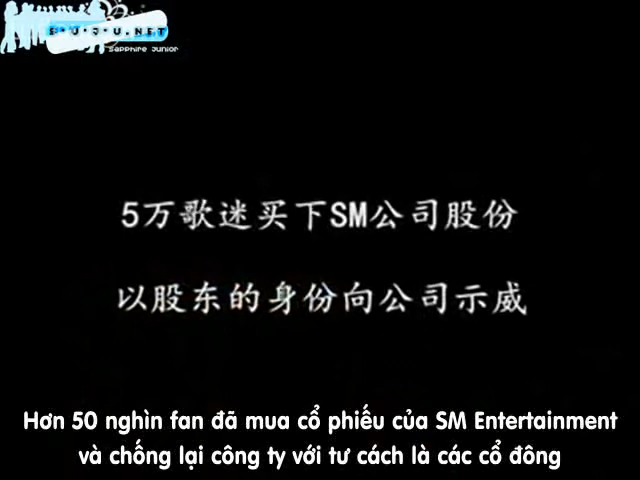 S·U·J·U.NET
SAPPHIRE JUNIOR
5万歌迷买下SM公司股份
以股东的身份向公司示威
Hơn 50 nghìn fan đã mua cổ phiếu của SM Entertainment
và chống lại công ty với tư cách là các cổ đông